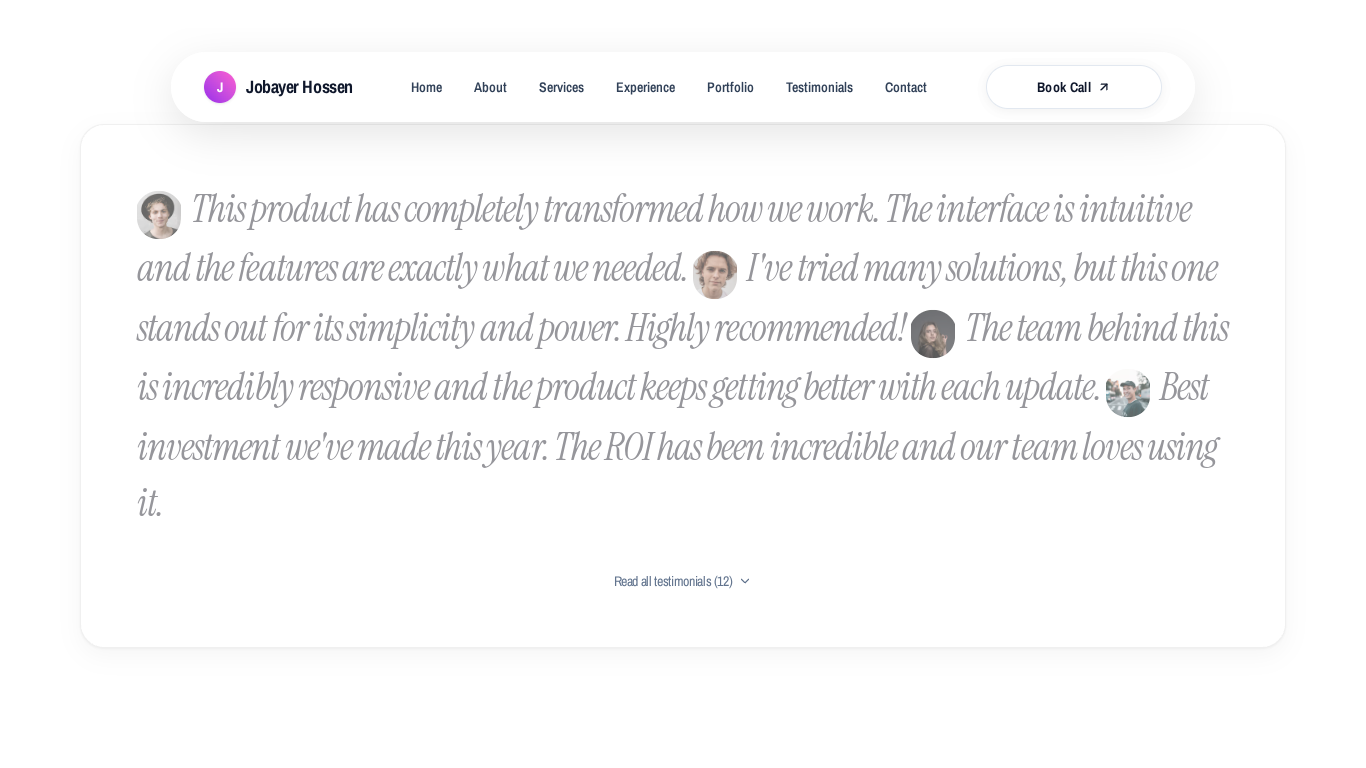 J Jobayer Hossen Home About Services Experience Portfolio Testimonials Contact Book Call
This product has completely transformed how we work. The interface is intuitive
and the features are exactly what we needed. I've tried many solutions, but this one
stands out for its simplicity and power. Highly recommended! The team behind this
is incredibly responsive and the product keeps getting better with each update. Best
investment we've made this year. The ROI has been incredible and our team loves using
it.
Read all testimonials (12)